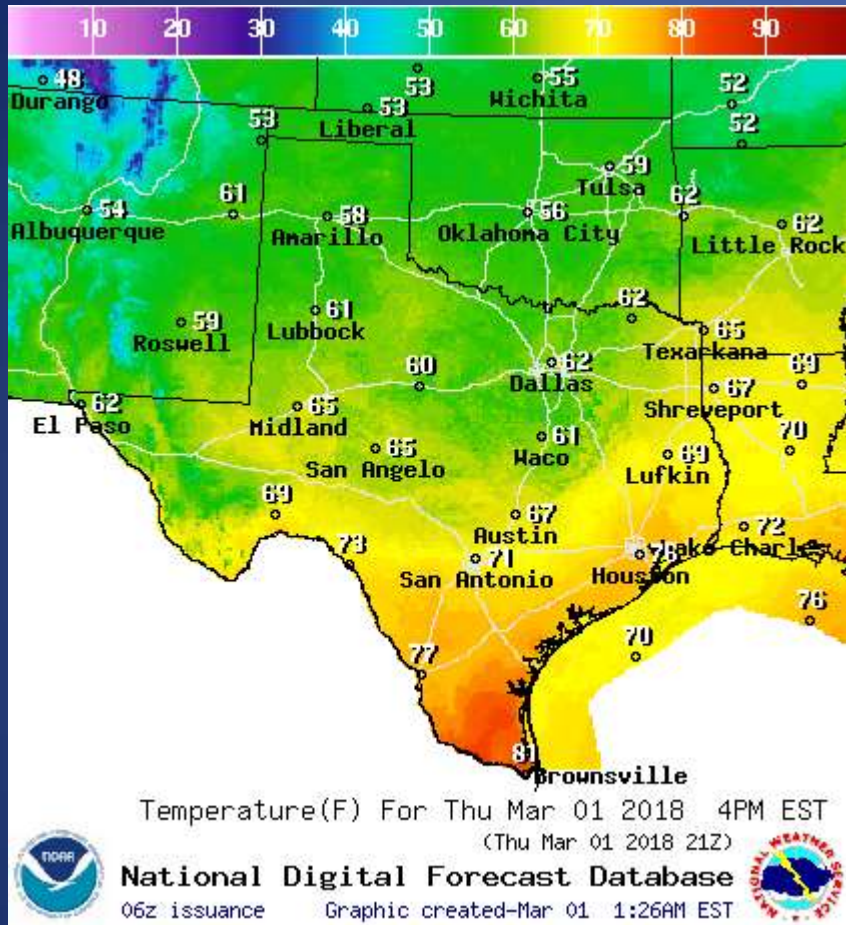 10 20 30 40 50 60 70 80 90
48
Durango
53
53
Liberal
53
55
Wichita
52
52
54
Albuquerque
61
58
Amarillo
59
Tulsa
56
Oklahoma City
62
62
Little Rock
59
Roswell
61
Lubbock
62
65
Texarkana
62
El Paso
65
Midland
60
62
Dallas
67
Shreveport
69
65
San Angelo
61
Waco
69
Lufkin
70
69
67
Austin
73
71
San Antonio
Houston
72
Lake Charles
77
70
76
81
Brownsville
Temperature(F) For Thu Mar 01 2018 4PM EST
(Thu Mar 01 2018 21Z)
NOAA
National Digital Forecast Database
NATIONAL WEATHER SERVICE
06z issuance Graphic created-Mar 01 1:26AM EST